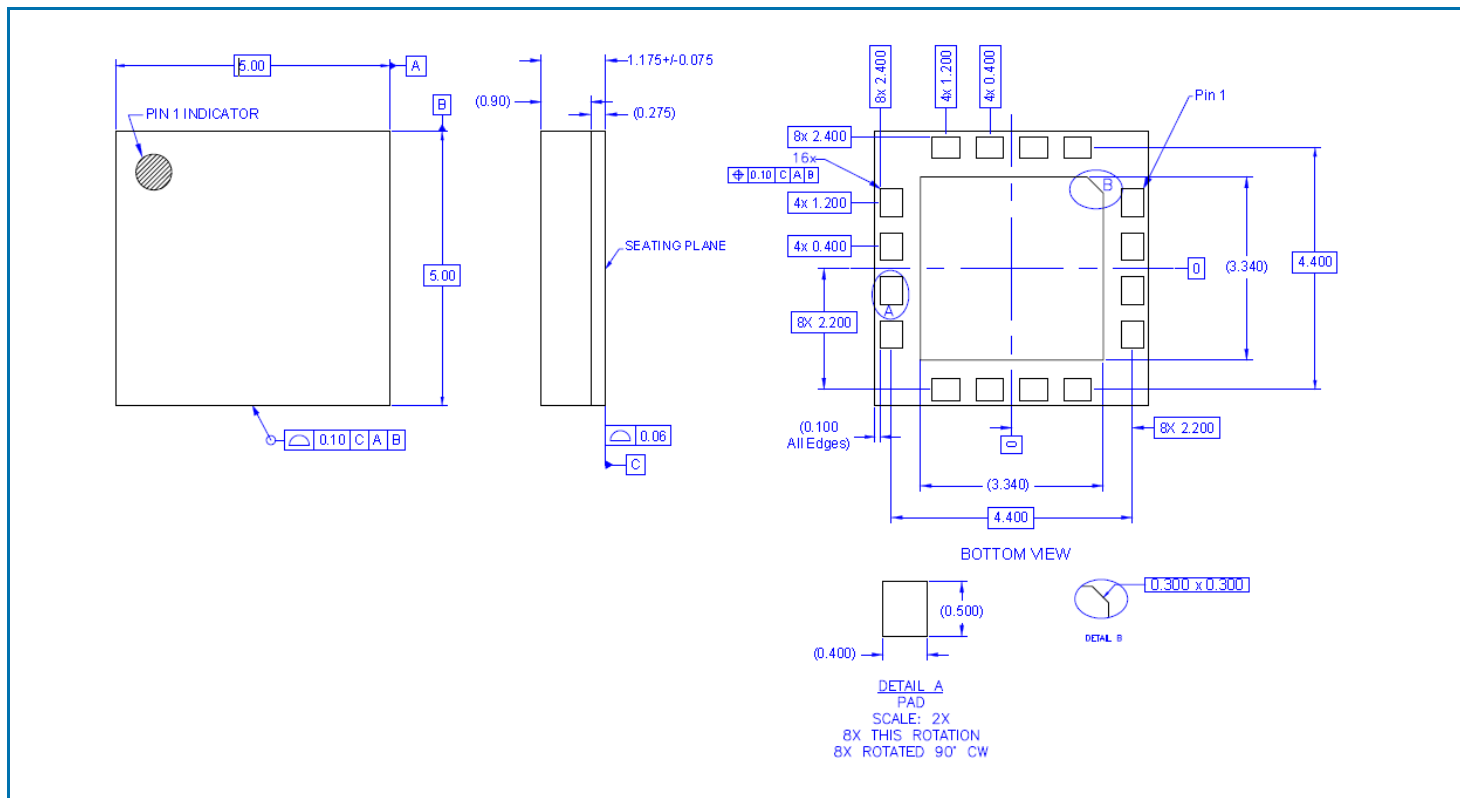 5.00
A
PIN 1 INDICATOR
B
5.00
0.10 C A B
1.175+/-0.075
(0.90)
(0.275)
SEATING PLANE
0.06
C
8x 2.400
4x 1.200
4x 0.400
Pin 1
8x 2.400
16x
0.10 C A B
4x 1.200
4x 0.400
8X 2.200
B
A
0
(3.340)
4.400
(0.100
All Edges)
0
8X 2.200
(3.340)
4.400
BOTTOM VIEW
(0.500)
(0.400)
0.300 x 0.300
DETAIL B
DETAIL A
PAD
SCALE: 2X
8X THIS ROTATION
8X ROTATED 90° CW